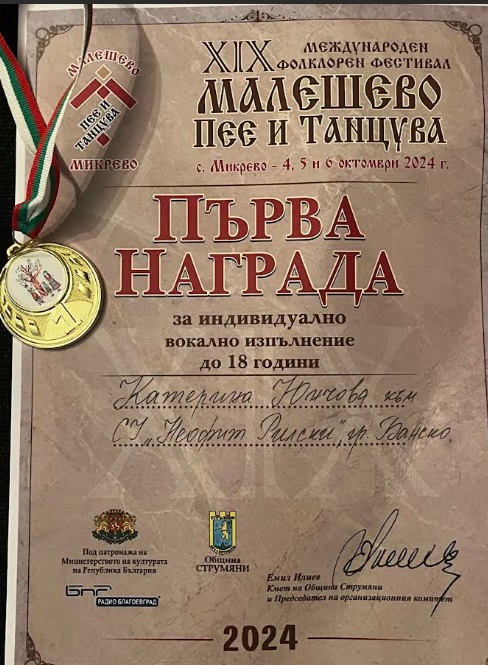 XIX МЕЖДУНАРОДЕН
ФОЛКЛОРЕН ФЕСТИВАЛ
МАЛЕШЕВО
ПЕЕ И ТАНЦУВА
с. Микрево - 4, 5 и 6 октомври 2024 г.
МАЛЕШЕВО
ПЕЕ И
ТАНЦУВА
МИКРЕВО
1
ПЪРВА
НАГРАДА
за индивидуално
вокално изпълнение
до 18 години
Катерина Юничова към
СУ „Неофит Рилски", гр. Банско
Под патронажа на
Министерството на културата
на Република България
БНР
РАДИО БЛАГОЕВГРАД
Община
СТРУМЯНИ
Емил Илиев
Кмет на Община Струмяни
и Председател на организационния комитет
2024